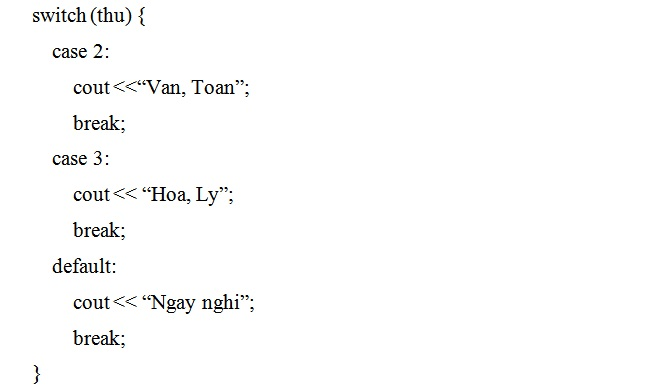 switch (thu) {
case 2:
cout <<“Van, Toan”;
break;
case 3:
cout << “Hoa, Ly”;
break;
default:
cout << “Ngay nghi”;
break;
}